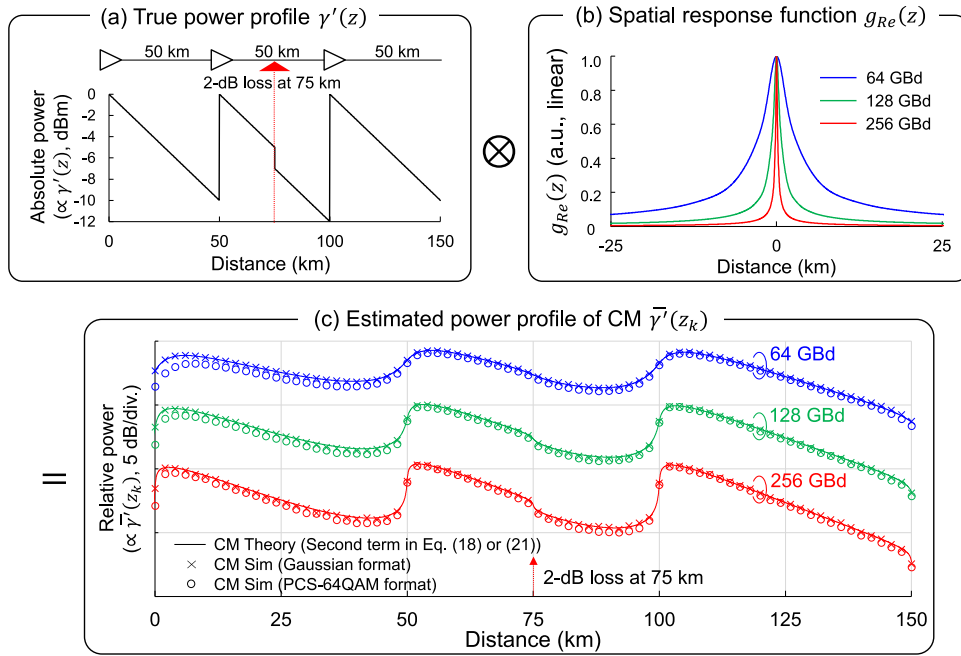 (a) True power profile γ′(z)
50 km 50 km 50 km
2-dB loss at 75 km
Absolute power
(∝ γ′(z), dBm)
0
-2
-4
-6
-8
-10
-12
0 50 100 150
Distance (km)
⊗
(b) Spatial response function g_Re(z)
g_Re(z) (a.u., linear)
1.0
0.8
0.6
0.4
0.2
0
64 GBd
128 GBd
256 GBd
-25 0 25
Distance (km)
=
(c) Estimated power profile of CM γ̅′(z_k)
Relative power
(∝ γ̅′(z_k), 5 dB/div.)
64 GBd
128 GBd
256 GBd
CM Theory (Second term in Eq. (18) or (21))
CM Sim (Gaussian format)
CM Sim (PCS-64QAM format)
2-dB loss at 75 km
0 25 50 75 100 125 150
Distance (km)